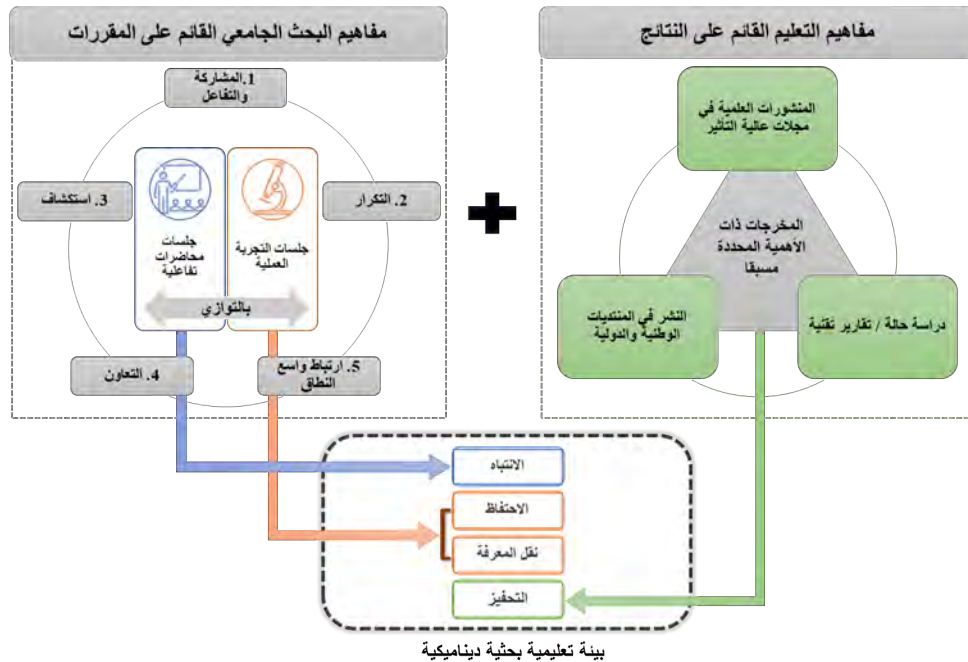 مفاهيم البحث الجامعي القائم على المقررات
1.المشاركة
والتفاعل
2. التكرار
3. استكشاف
جلسات التجربة
العملية
جلسات
محاضرات
تفاعلية
بالتوازي
4. التعاون
5. ارتباط واسع
النطاق
مفاهيم التعليم القائم على النتائج
المنشورات العلمية في
مجلات عالية التأثير
المخرجات ذات
الأهمية المحددة
مسبقا
دراسة حالة / تقارير تقنية
النشر في المنتديات
الوطنية والدولية
الانتباه
الاحتفاظ
نقل المعرفة
التحفيز
بيئة تعليمية بحثية ديناميكية